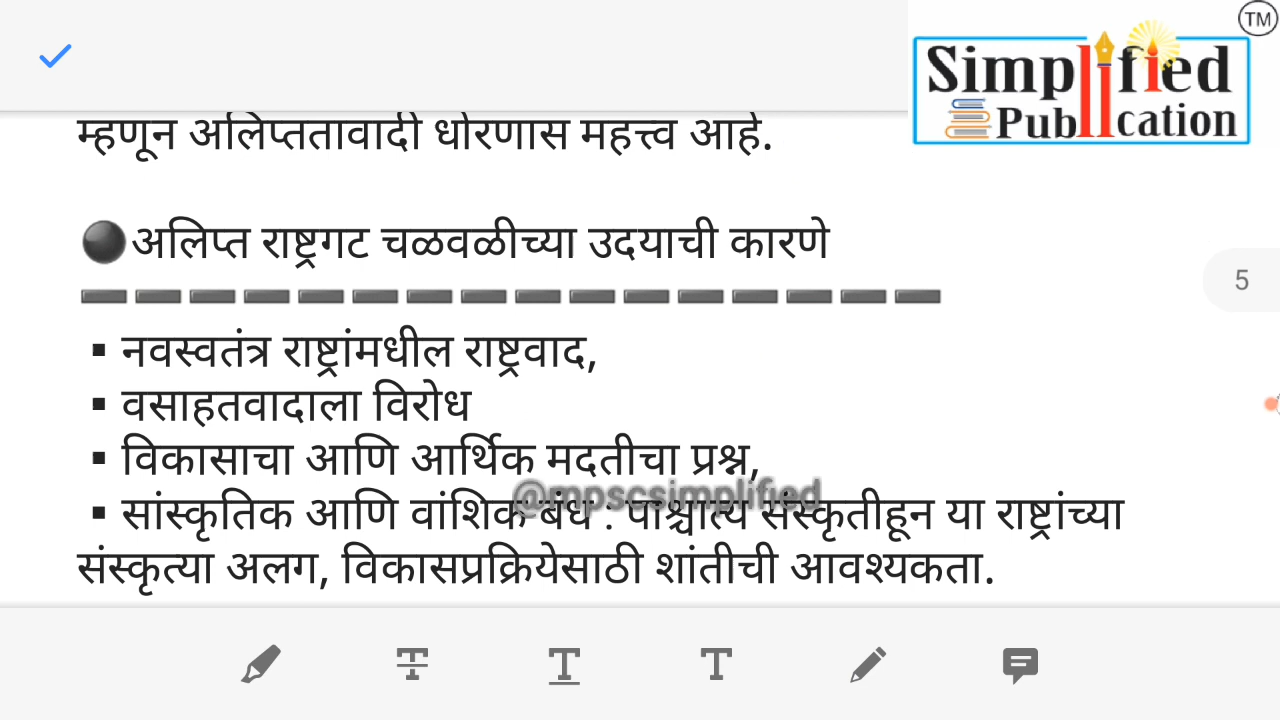 TM
Simplified
Publication
म्हणून अलिप्ततावादी धोरणास महत्त्व आहे.
अलिप्त राष्ट्रगट चळवळीच्या उदयाची कारणे
5
▪ नवस्वतंत्र राष्ट्रांमधील राष्ट्रवाद,
▪ वसाहतवादाला विरोध
▪ विकासाचा आणि आर्थिक मदतीचा प्रश्न,
@mpscsimplified
▪ सांस्कृतिक आणि वांशिक बंध : पाश्चात्य संस्कृतीहून या राष्ट्रांच्या
संस्कृत्या अलग, विकासप्रक्रियेसाठी शांतीची आवश्यकता.